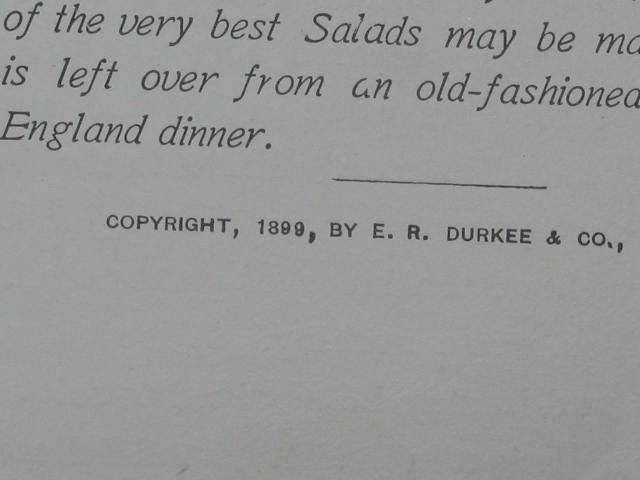 of the very best Salads may be
is left over from an old-fashioned
England dinner.
COPYRIGHT, 1899, BY E. R. DURKEE & CO.,